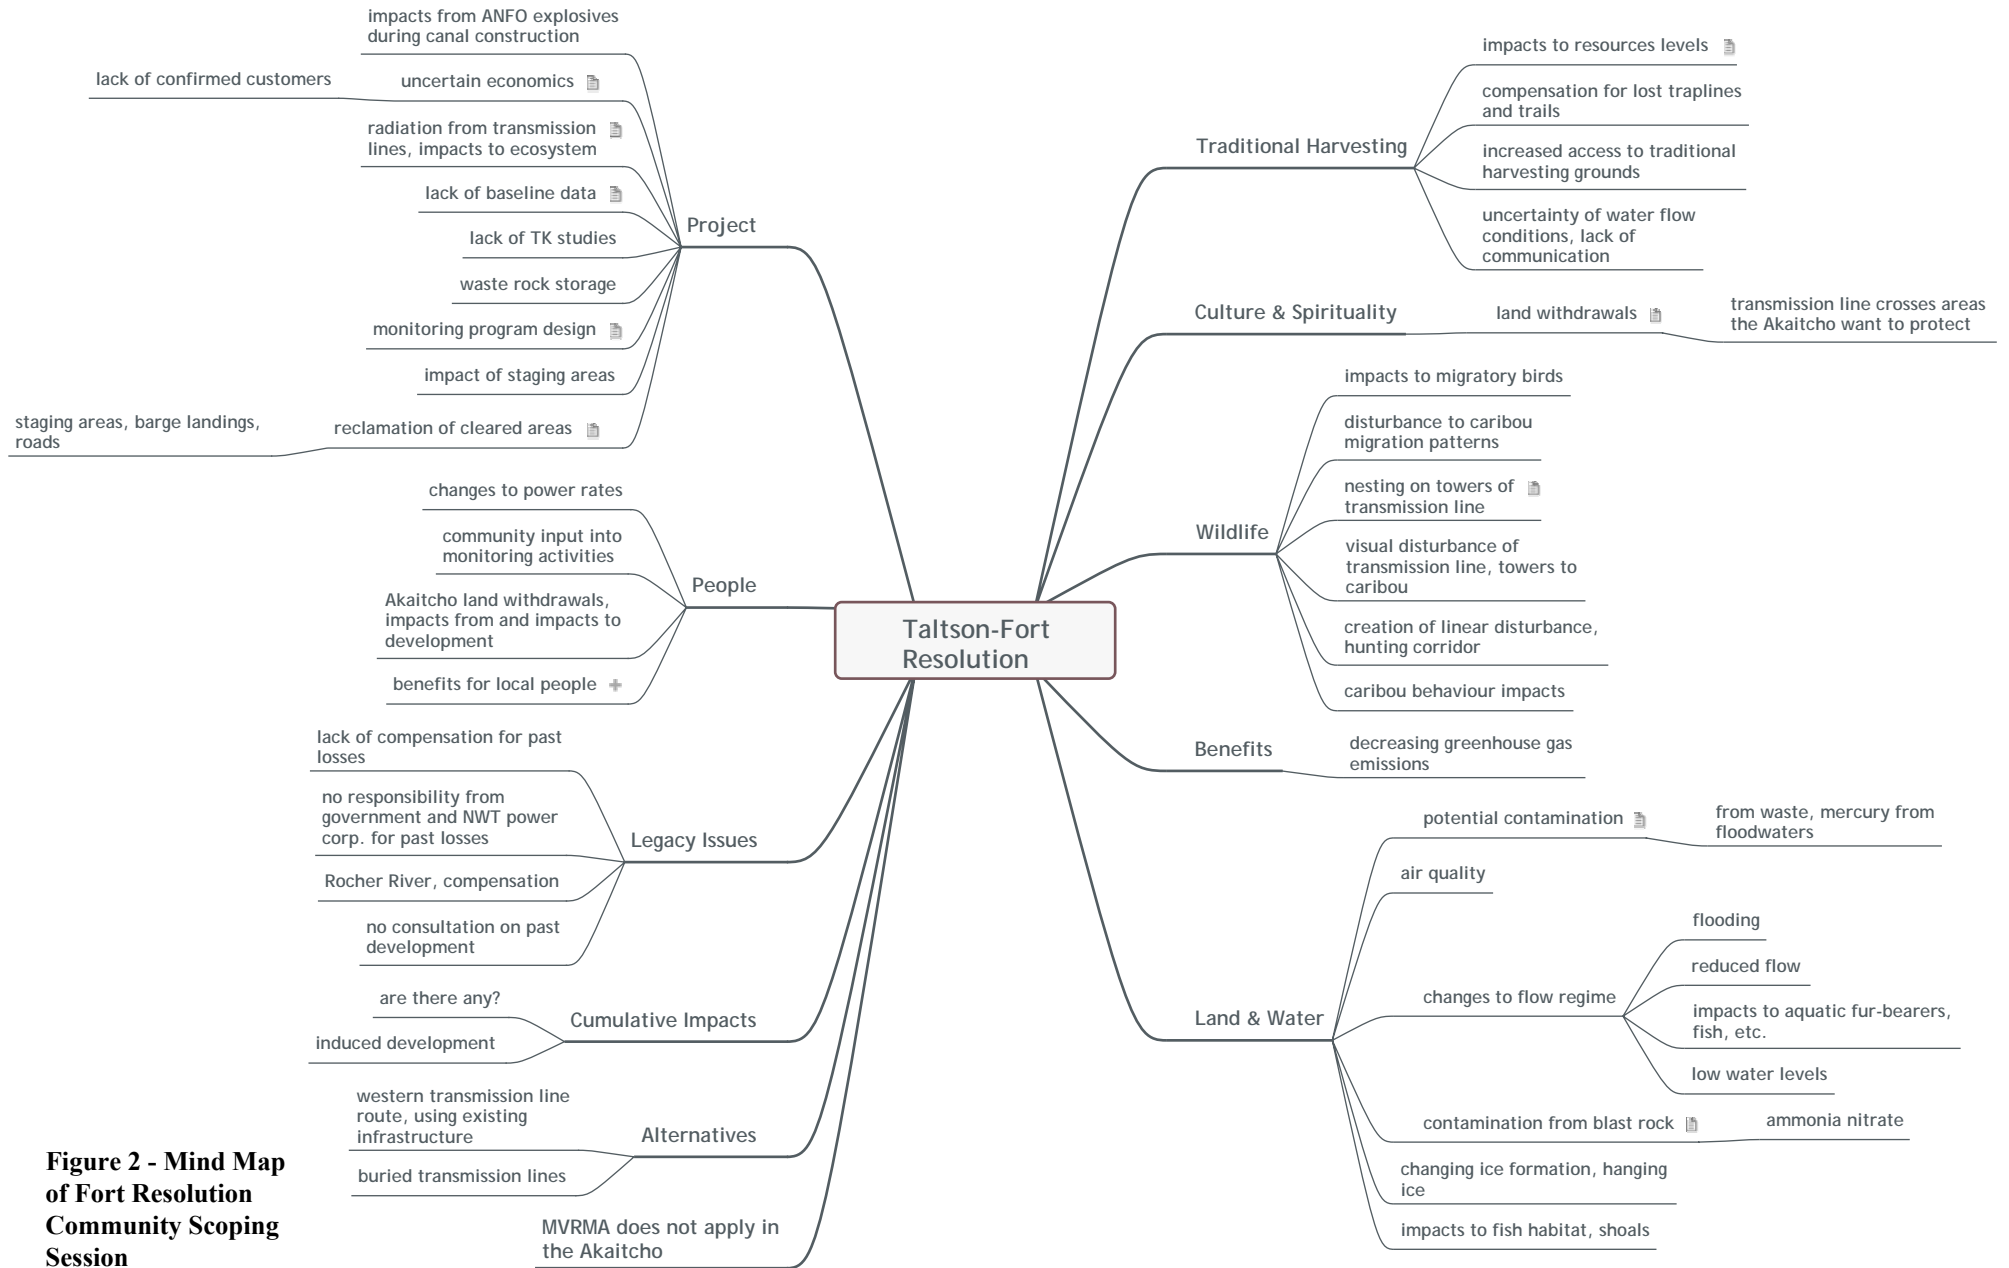 impacts from ANFO explosives
during canal construction
lack of confirmed customers
uncertain economics
radiation from transmission
lines, impacts to ecosystem
lack of baseline data
lack of TK studies
waste rock storage
monitoring program design
impact of staging areas
staging areas, barge landings,
roads
reclamation of cleared areas
Project
changes to power rates
community input into
monitoring activities
Akaitcho land withdrawals,
impacts from and impacts to
development
benefits for local people
People
lack of compensation for past
losses
no responsibility from
government and NWT power
corp. for past losses
Rocher River, compensation
no consultation on past
development
Legacy Issues
are there any?
induced development
Cumulative Impacts
western transmission line
route, using existing
infrastructure
buried transmission lines
Alternatives
MVRMA does not apply in
the Akaitcho
Taltson-Fort
Resolution
Traditional Harvesting
impacts to resources levels
compensation for lost traplines
and trails
increased access to traditional
harvesting grounds
uncertainty of water flow
conditions, lack of
communication
Culture & Spirituality
land withdrawals
transmission line crosses areas
the Akaitcho want to protect
Wildlife
impacts to migratory birds
disturbance to caribou
migration patterns
nesting on towers of
transmission line
visual disturbance of
transmission line, towers to
caribou
creation of linear disturbance,
hunting corridor
caribou behaviour impacts
Benefits
decreasing greenhouse gas
emissions
Land & Water
potential contamination
from waste, mercury from
floodwaters
air quality
changes to flow regime
flooding
reduced flow
impacts to aquatic fur-bearers,
fish, etc.
low water levels
contamination from blast rock
ammonia nitrate
changing ice formation, hanging
ice
impacts to fish habitat, shoals
Figure 2 - Mind Map
of Fort Resolution
Community Scoping
Session